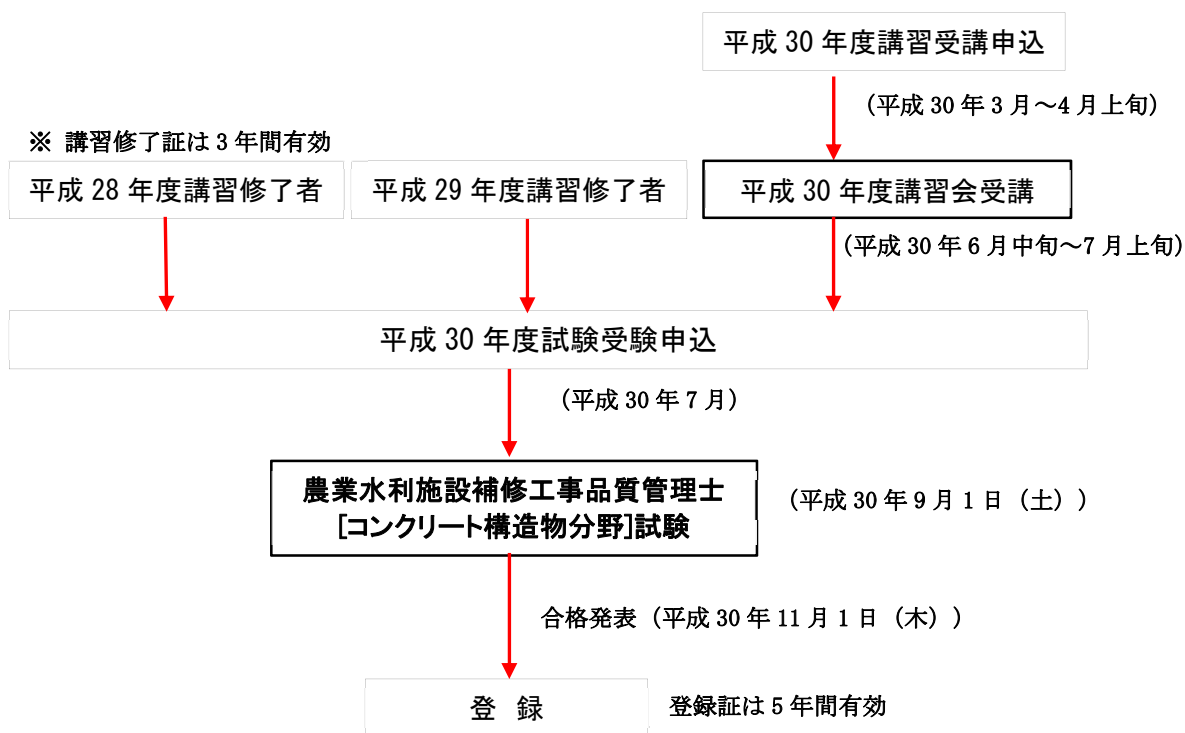 平成 30 年度講習受講申込
(平成 30 年 3 月～4 月上旬)
※ 講習修了証は 3 年間有効
平成 28 年度講習修了者
平成 29 年度講習修了者
平成 30 年度講習会受講
(平成 30 年 6 月中旬～7 月上旬)
平成 30 年度試験受験申込
(平成 30 年 7 月)
農業水利施設補修工事品質管理士
[コンクリート構造物分野]試験
(平成 30 年 9 月 1 日（土）)
合格発表（平成 30 年 11 月 1 日（木）)
登 録
登録証は 5 年間有効